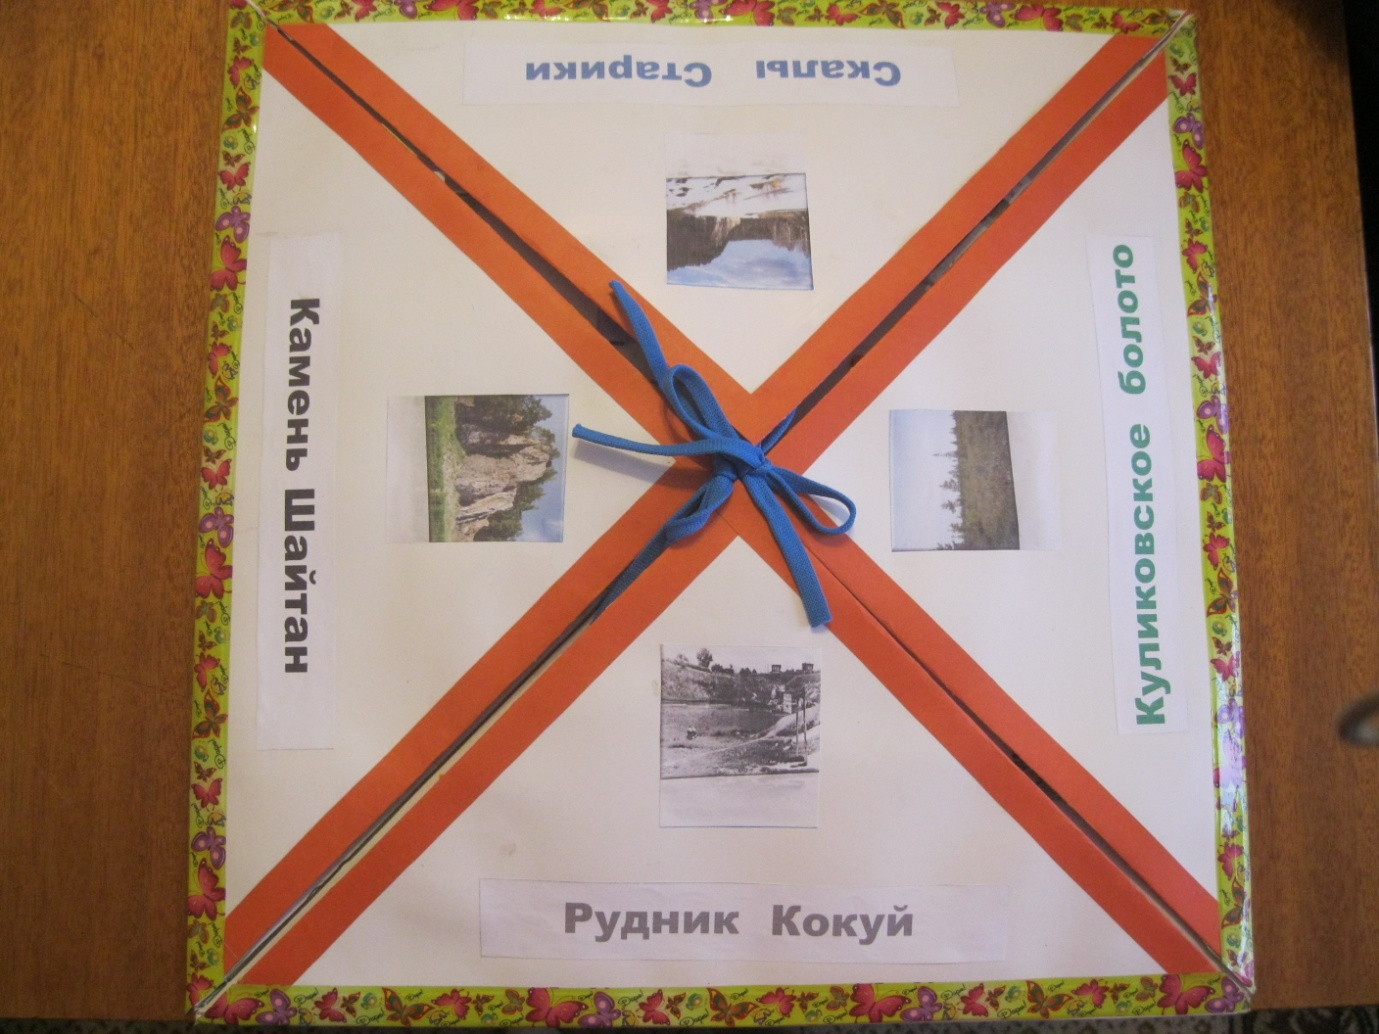 Скалы Старики
Камень Шайтан
Куликовское болото
Рудник Кокуй